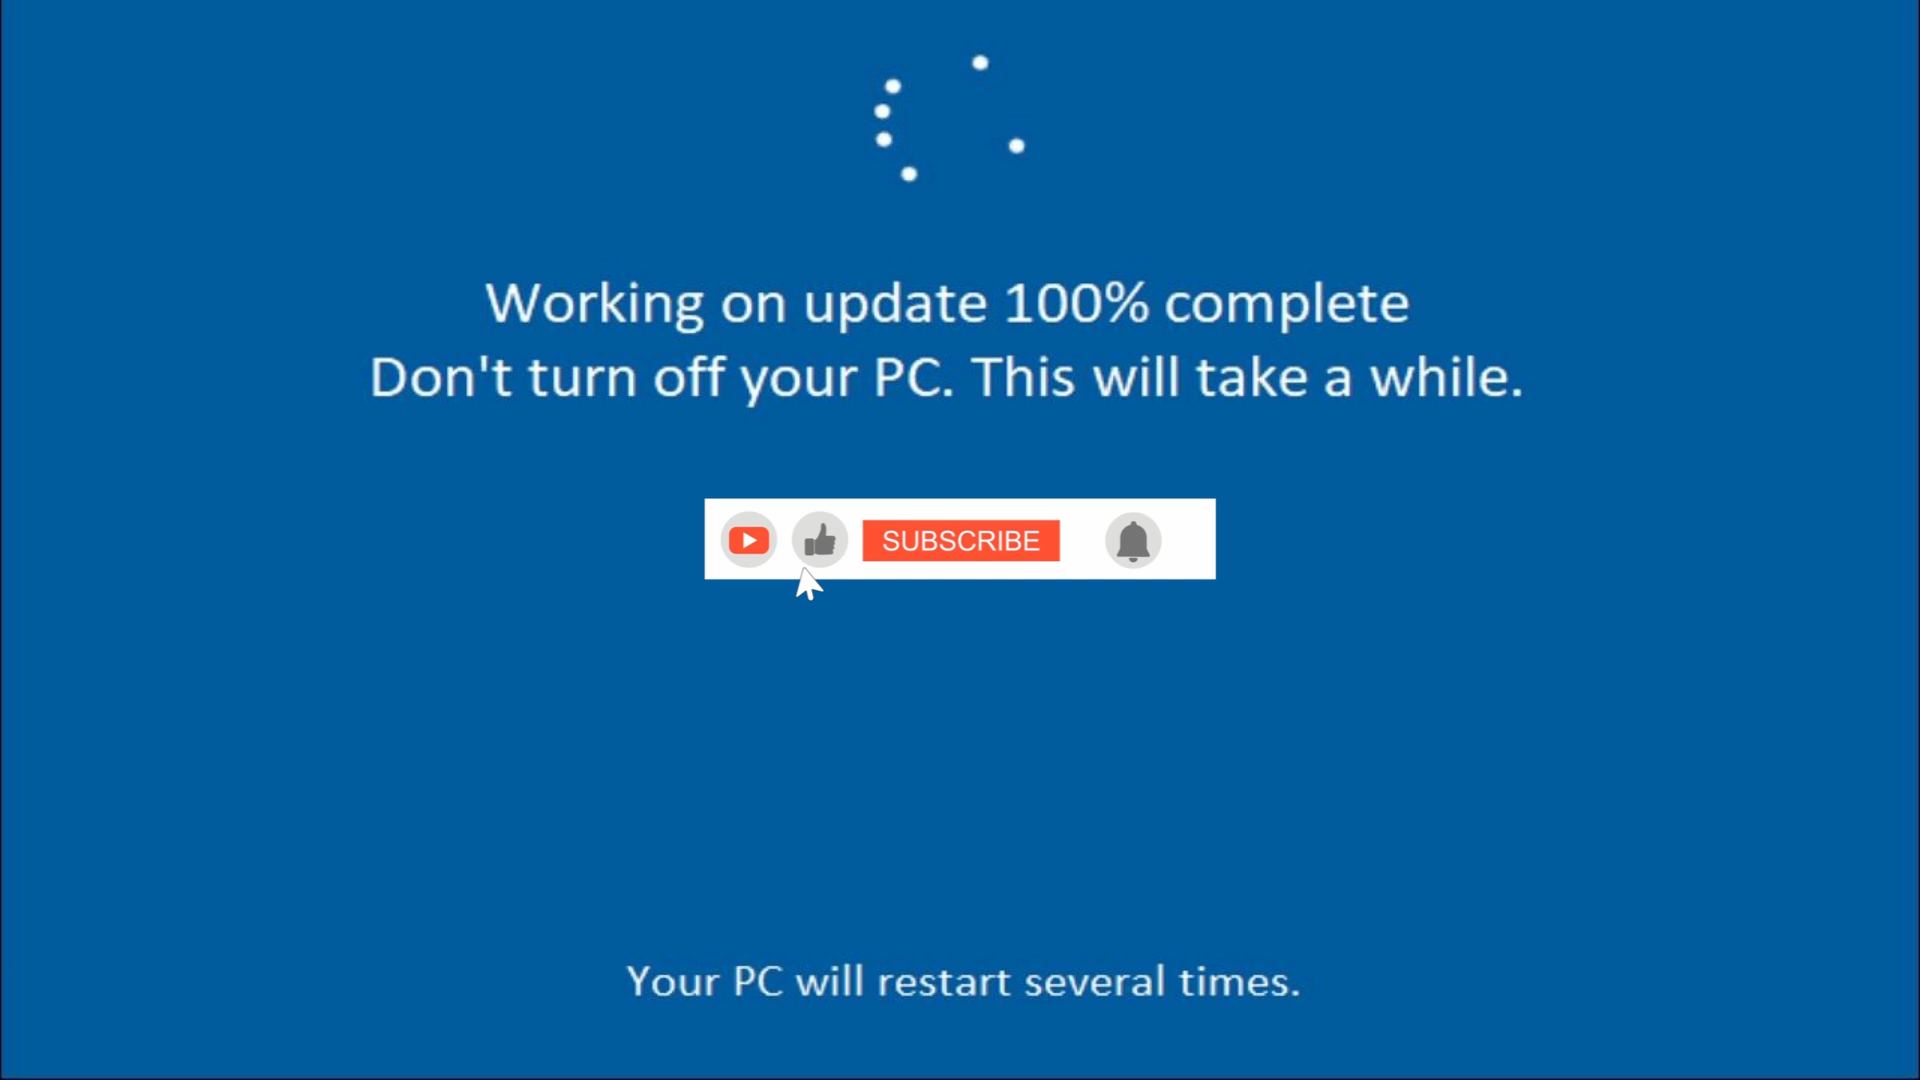 Working on update 100% complete
Don't turn off your PC. This will take a while.
SUBSCRIBE
Your PC will restart several times.